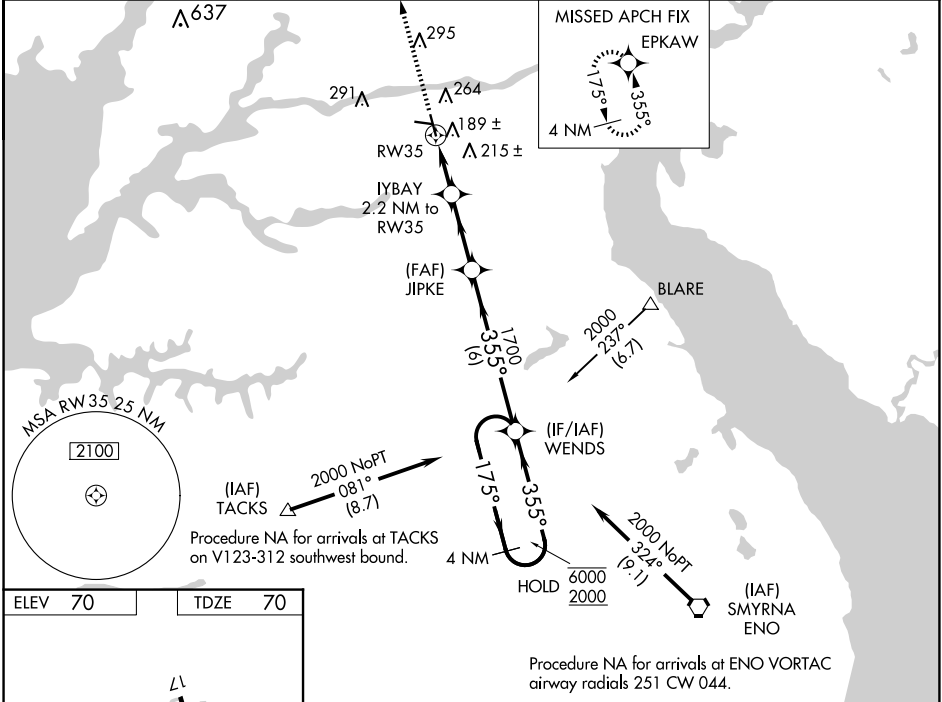 637
295
291
264
189 ±
RW35
215 ±
MISSED APCH FIX
EPKAW
175°
355°
4 NM
IYBAY
2.2 NM to
RW35
(FAF)
JIPKE
BLARE
2000
237°
(6.7)
1700
355°
(6)
MSA RW35 25 NM
2100
(IF/IAF)
WENDS
(IAF)
TACKS
2000 NoPT
081°
(8.7)
175°
355°
Procedure NA for arrivals at TACKS
on V123-312 southwest bound.
4 NM
HOLD
6000
2000
2000 NoPT
324°
(9.1)
(IAF)
SMYRNA
ENO
ELEV 70
TDZE 70
Procedure NA for arrivals at ENO VORTAC
airway radials 251 CW 044.
17